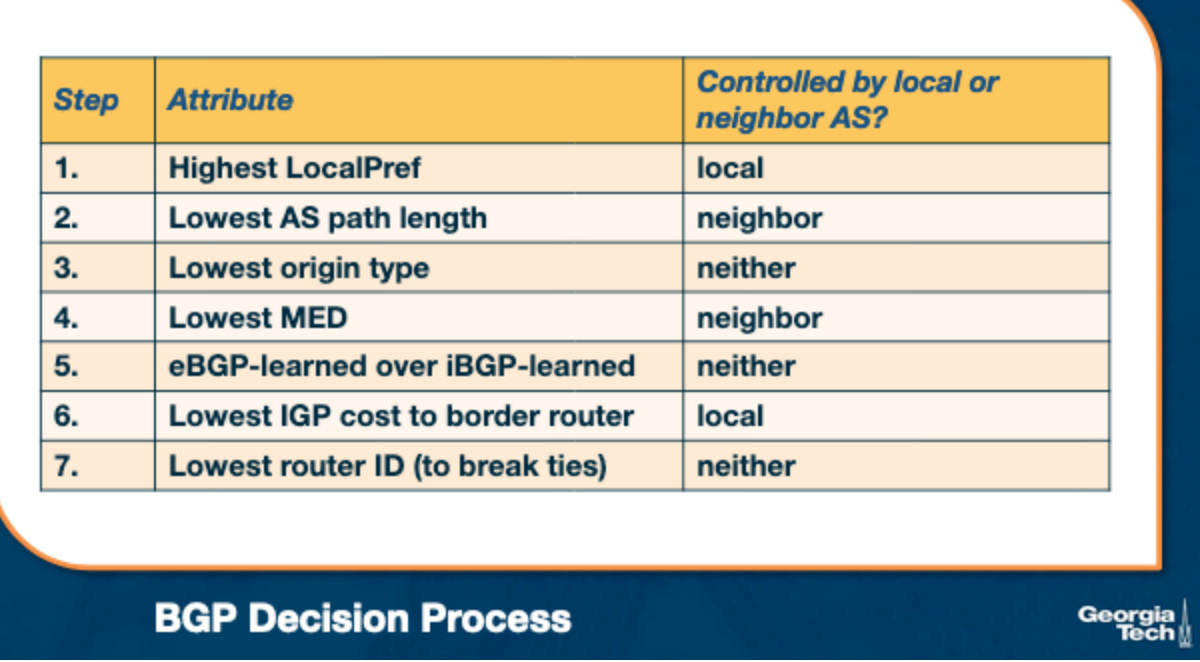 Step Attribute Controlled by local or
neighbor AS?
1. Highest LocalPref local
2. Lowest AS path length neighbor
3. Lowest origin type neither
4. Lowest MED neighbor
5. eBGP-learned over iBGP-learned neither
6. Lowest IGP cost to border router local
7. Lowest router ID (to break ties) neither
BGP Decision Process
Georgia
Tech